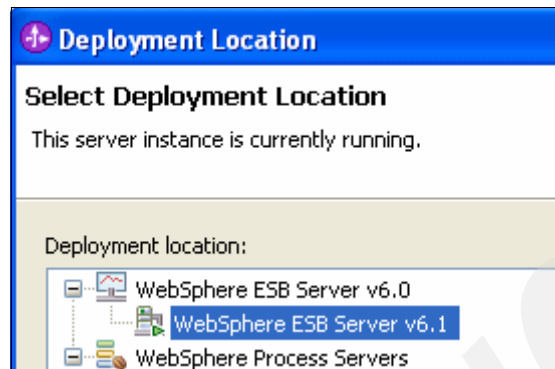 Deployment Location
Select Deployment Location
This server instance is currently running.
Deployment location:
WebSphere ESB Server v6.0
WebSphere ESB Server v6.1
WebSphere Process Servers